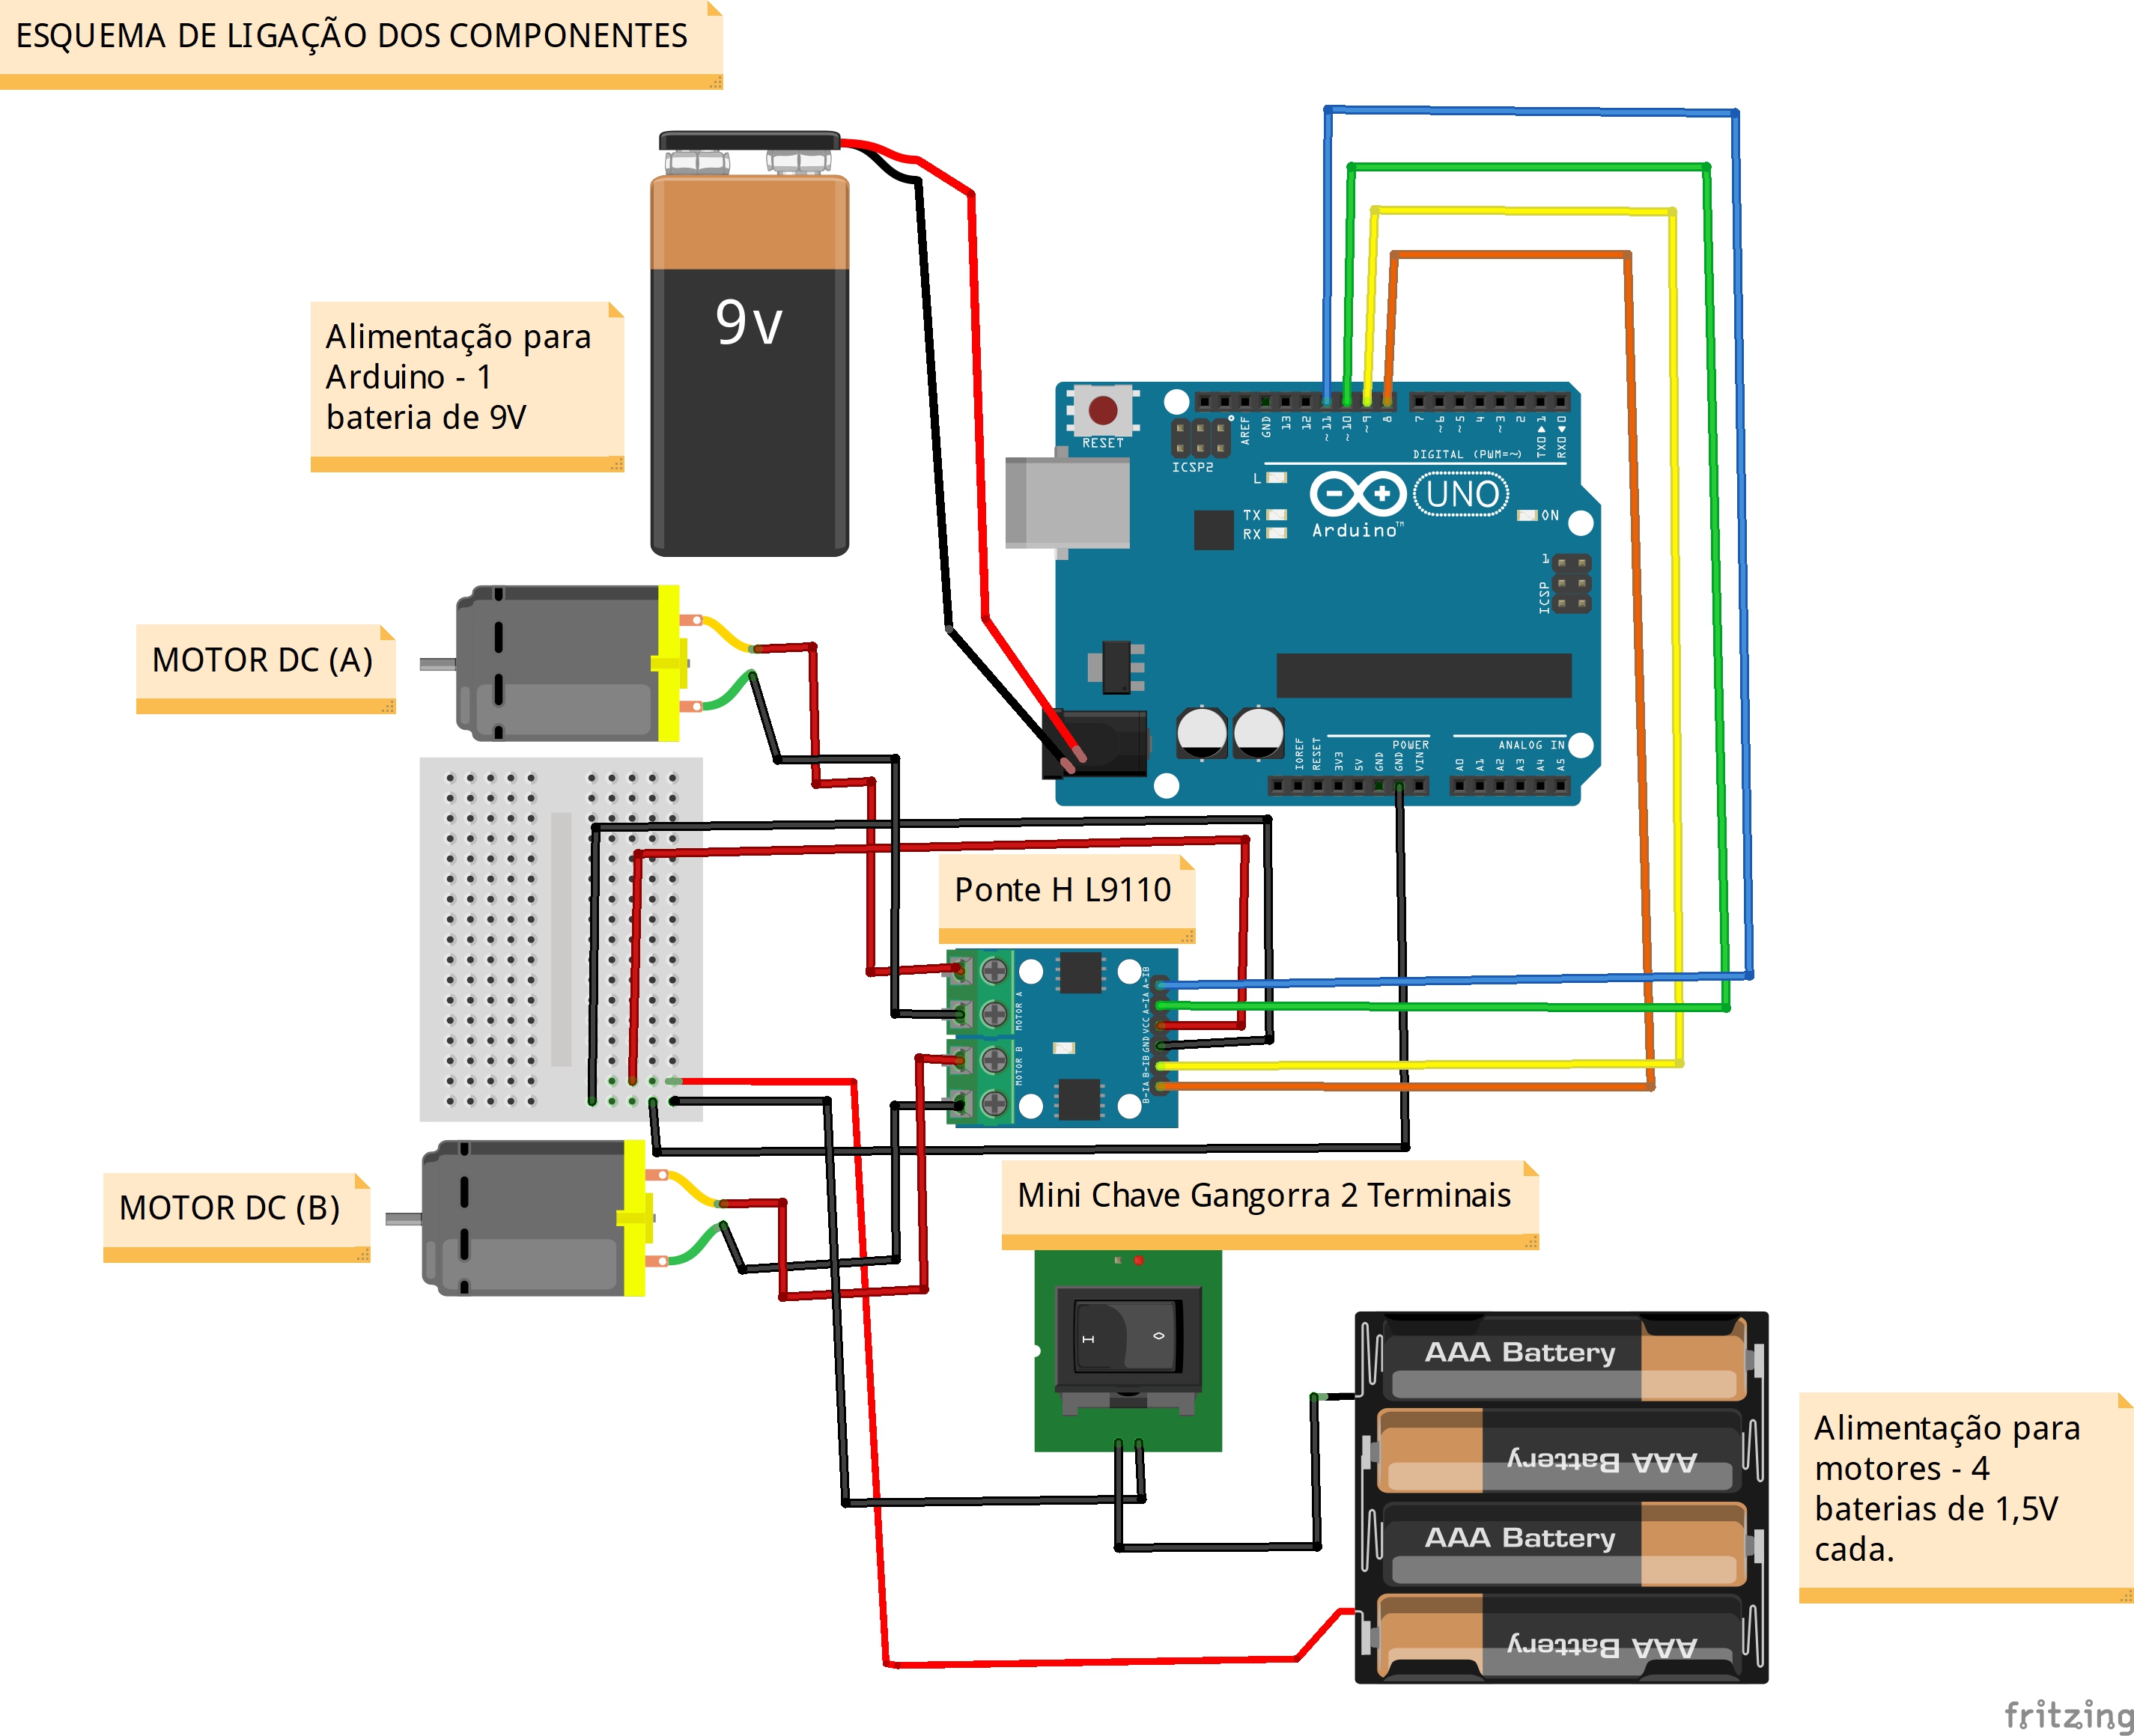 ESQUEMA DE LIGAÇÃO DOS COMPONENTES
9v
Alimentação para
Arduino - 1
bateria de 9V
RESET
ICSP2
AREF
GND
13
12
~11
~10
~9
8
7
~6
~5
4
~3
2
TX0▶1
RX0◀0
DIGITAL (PWM=~)
L
TX
RX
Arduino™
UNO
ON
1
ICSP
MOTOR DC (A)
IOREF
RESET
3V3
5V
GND
GND
VIN
POWER
A0
A1
A2
A3
A4
A5
ANALOG IN
Ponte H L9110
MOTOR A
MOTOR B
A-IB
A-IA
VCC
GND
B-IB
B-IA
MOTOR DC (B)
Mini Chave Gangorra 2 Terminais
I
O
AAA Battery
AAA Battery
AAA Battery
AAA Battery
Alimentação para
motores - 4
baterias de 1,5V
cada.
fritzing